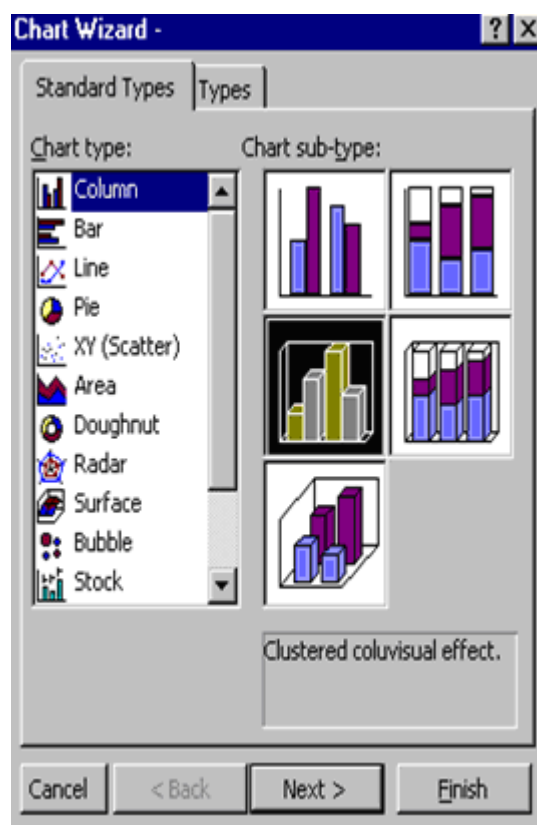 Chart Wizard -
Standard Types Types
Chart type:
Chart sub-type:
Column
Bar
Line
Pie
XY (Scatter)
Area
Doughnut
Radar
Surface
Bubble
Stock
Clustered coluvisual effect.
Cancel < Back Next > Finish